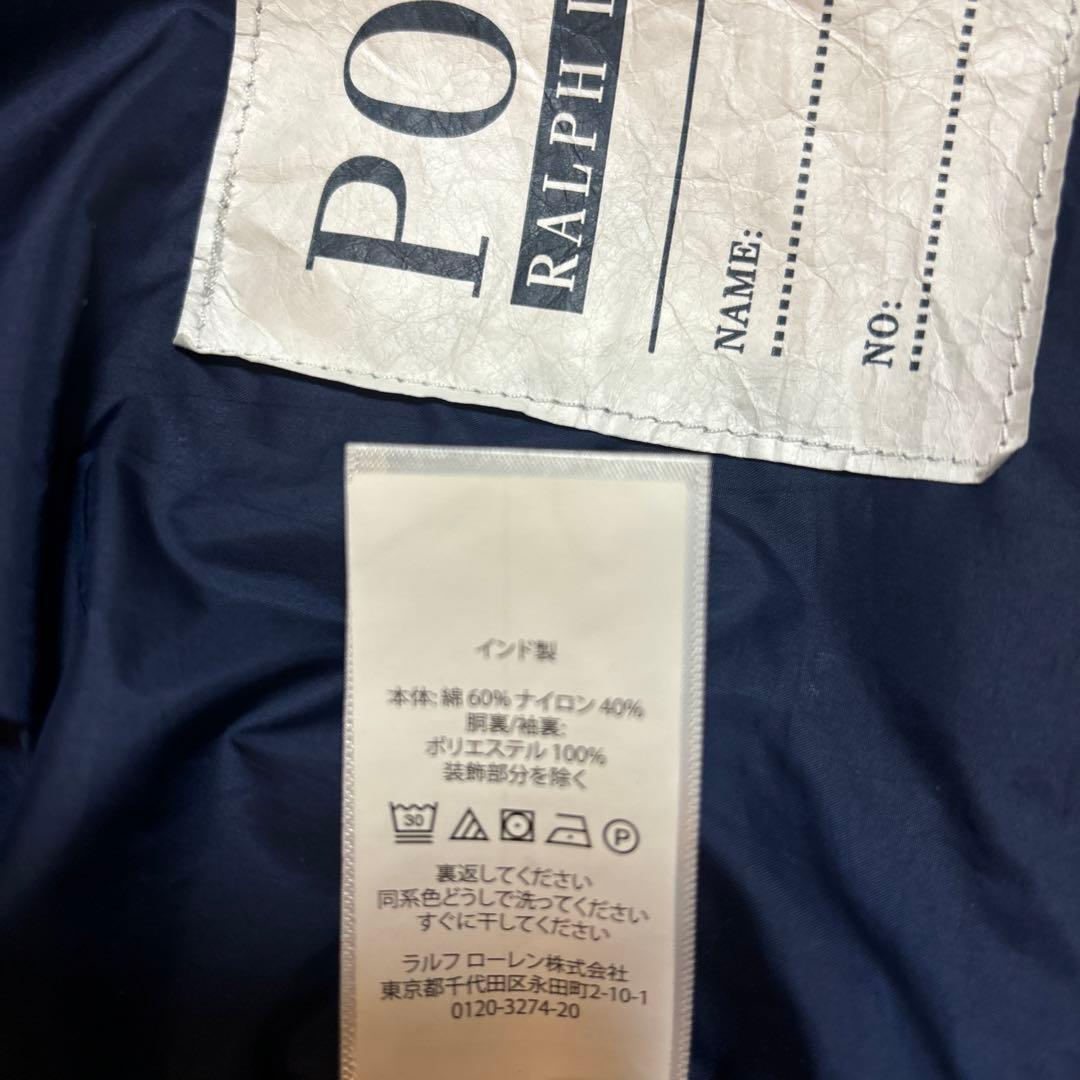 PO
RALPH L
NAME:
NO:
インド製
本体: 綿 60% ナイロン 40%
胴裏/袖裏:
ポリエステル 100%
装飾部分を除く
30
P
裏返してください
同系色どうしで洗ってください
すぐに干してください
ラルフ ローレン株式会社
東京都千代田区永田町2-10-1
0120-3274-20